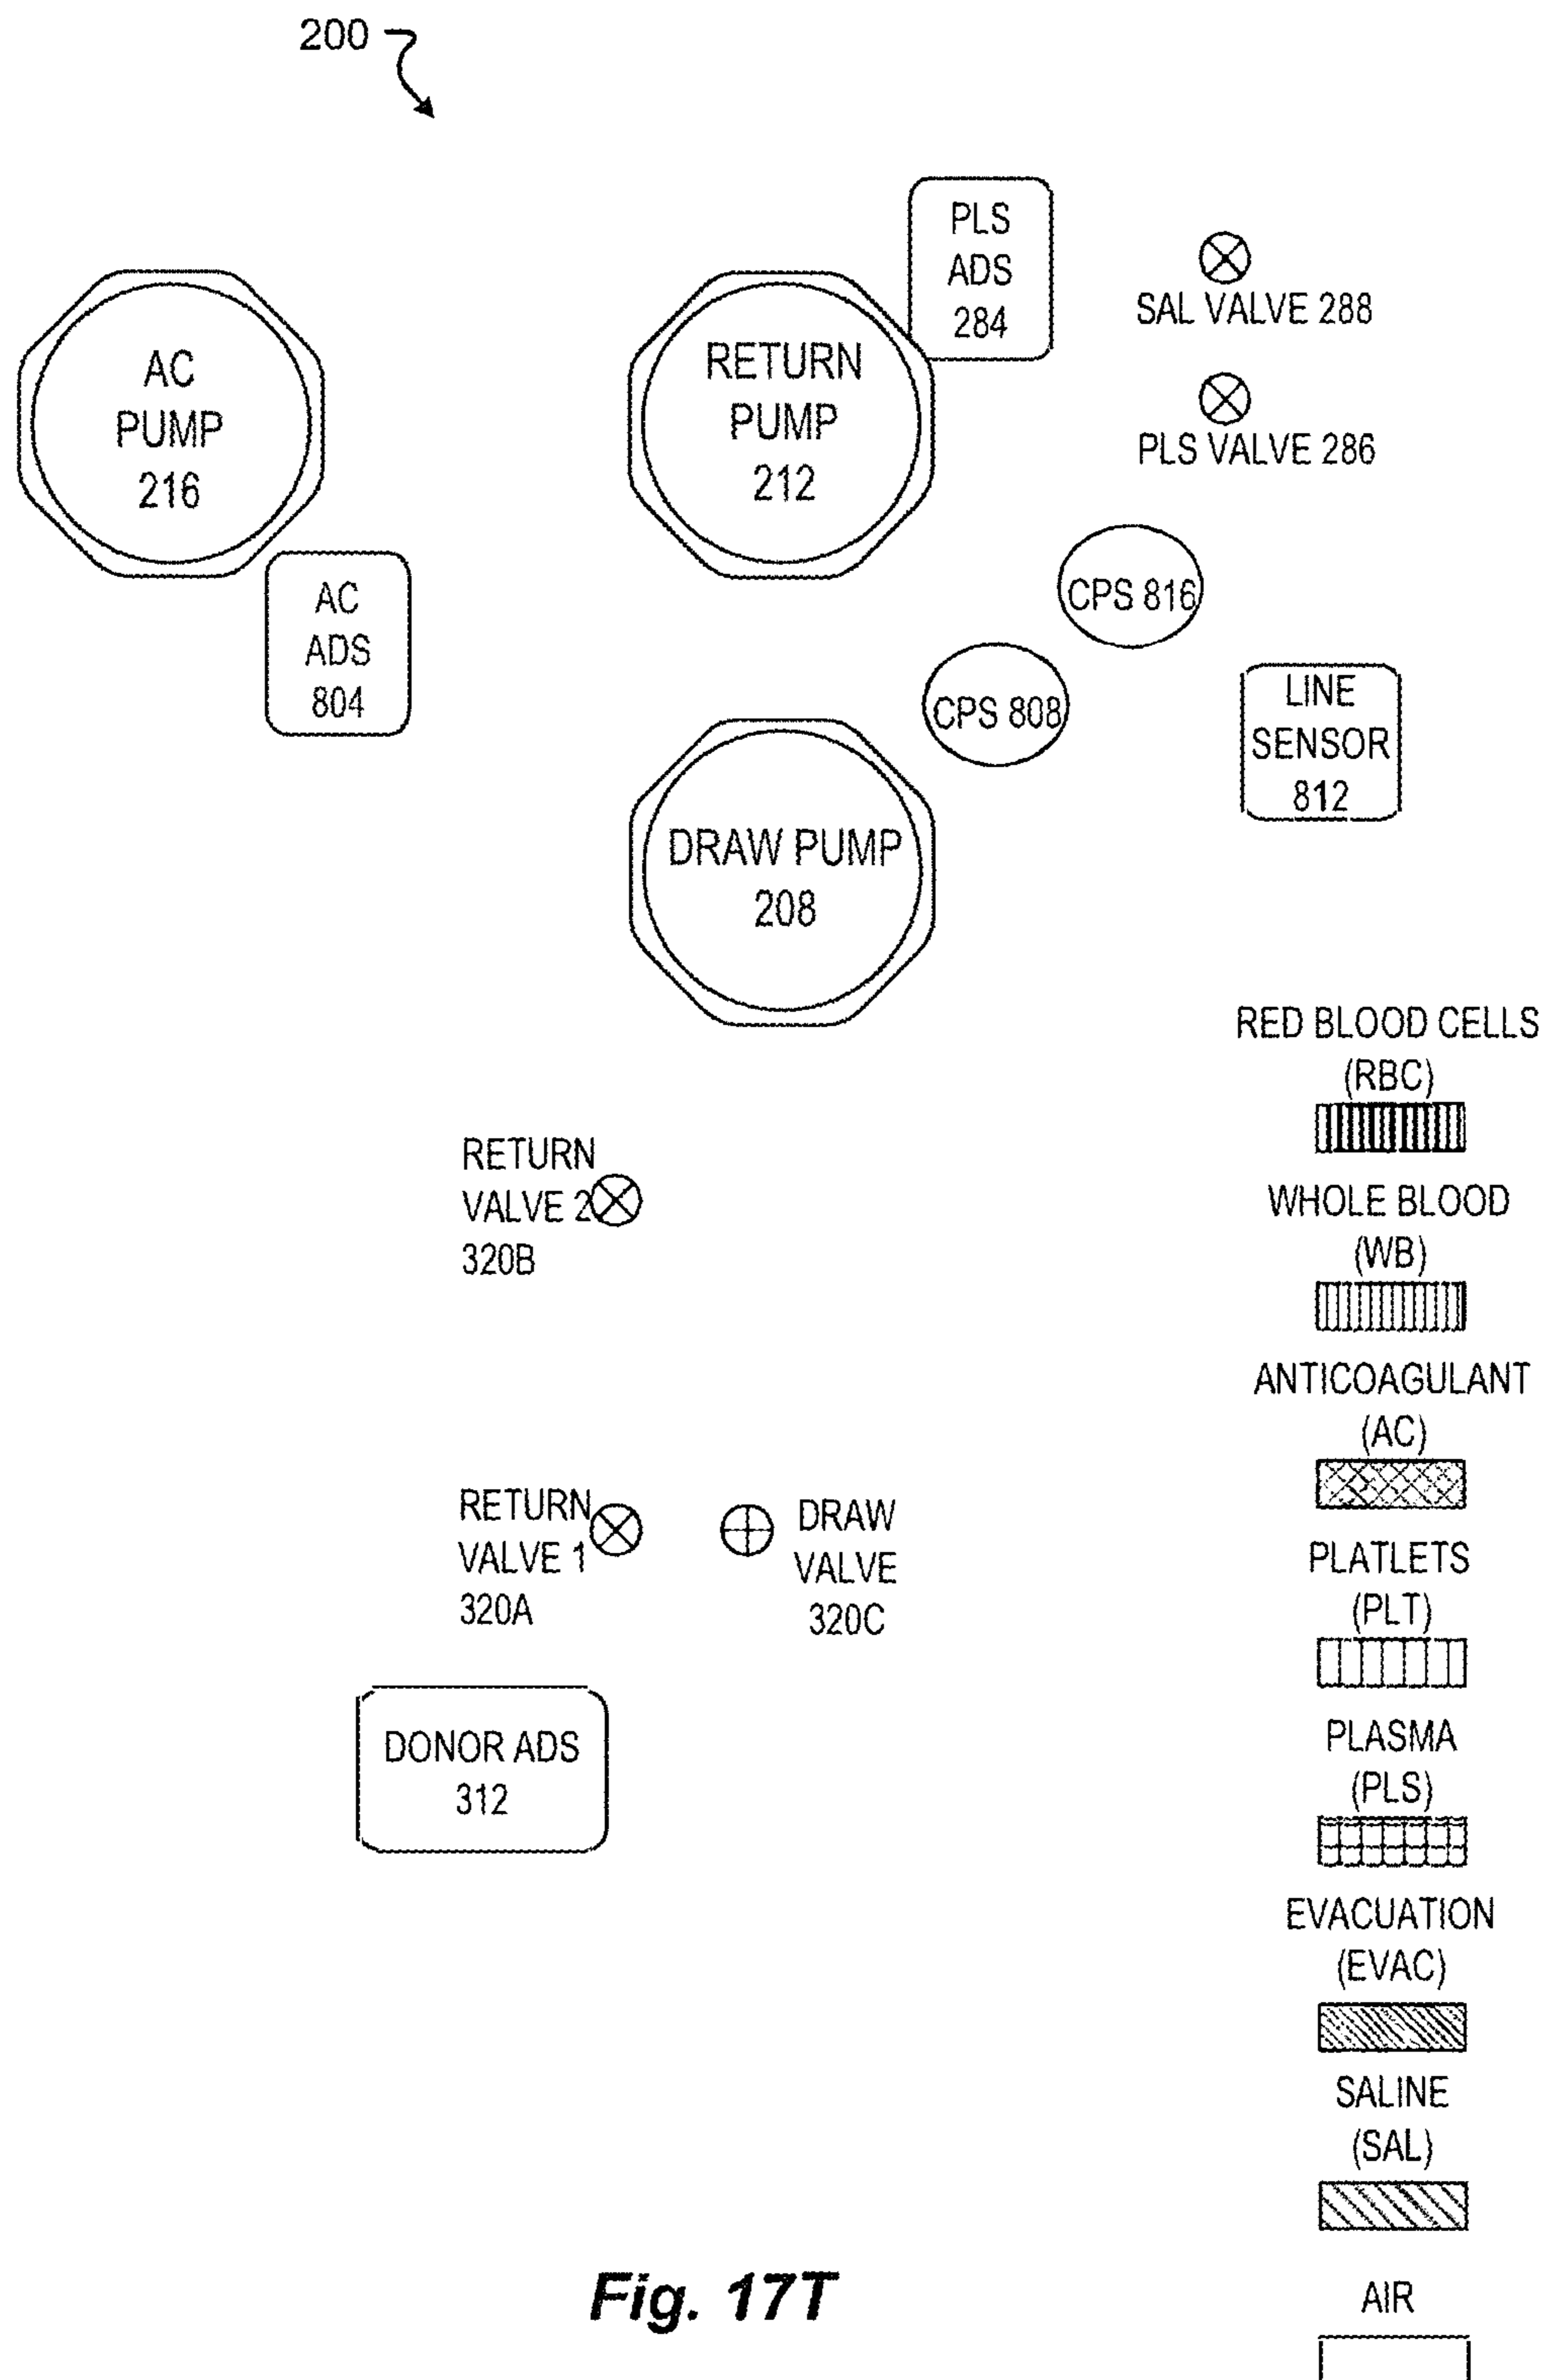 200
PLS
ADS
284
SAL VALVE 288
AC
PUMP
216
RETURN
PUMP
212
PLS VALVE 286
CPS 816
AC
ADS
804
CPS 808
LINE
SENSOR
812
DRAW PUMP
208
RED BLOOD CELLS
(RBC)
RETURN
VALVE 2
320B
WHOLE BLOOD
(WB)
ANTICOAGULANT
(AC)
RETURN
VALVE 1
320A
DRAW
VALVE
320C
PLATLETS
(PLT)
DONOR ADS
312
PLASMA
(PLS)
EVACUATION
(EVAC)
SALINE
(SAL)
AIR
Fig. 17T